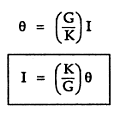 θ = (G/K) I
I = (K/G) θ